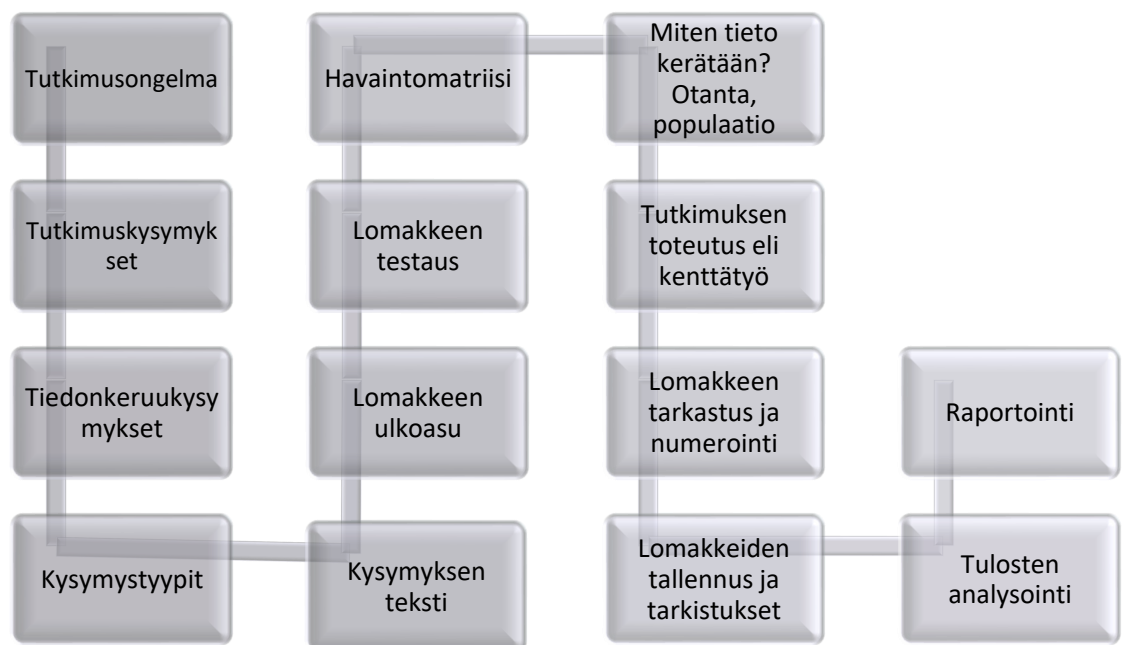 Tutkimusongelma
Tutkimuskysymyk
set
Tiedonkeruukysy
mykset
Kysymystyypit
Kysymyksen
teksti
Lomakkeen
ulkoasu
Lomakkeen
testaus
Havaintomatriisi
Miten tieto
kerätään?
Otanta,
populaatio
Tutkimuksen
toteutus eli
kenttätyö
Lomakkeen
tarkastus ja
numerointi
Lomakkeiden
tallennus ja
tarkistukset
Tulosten
analysointi
Raportointi